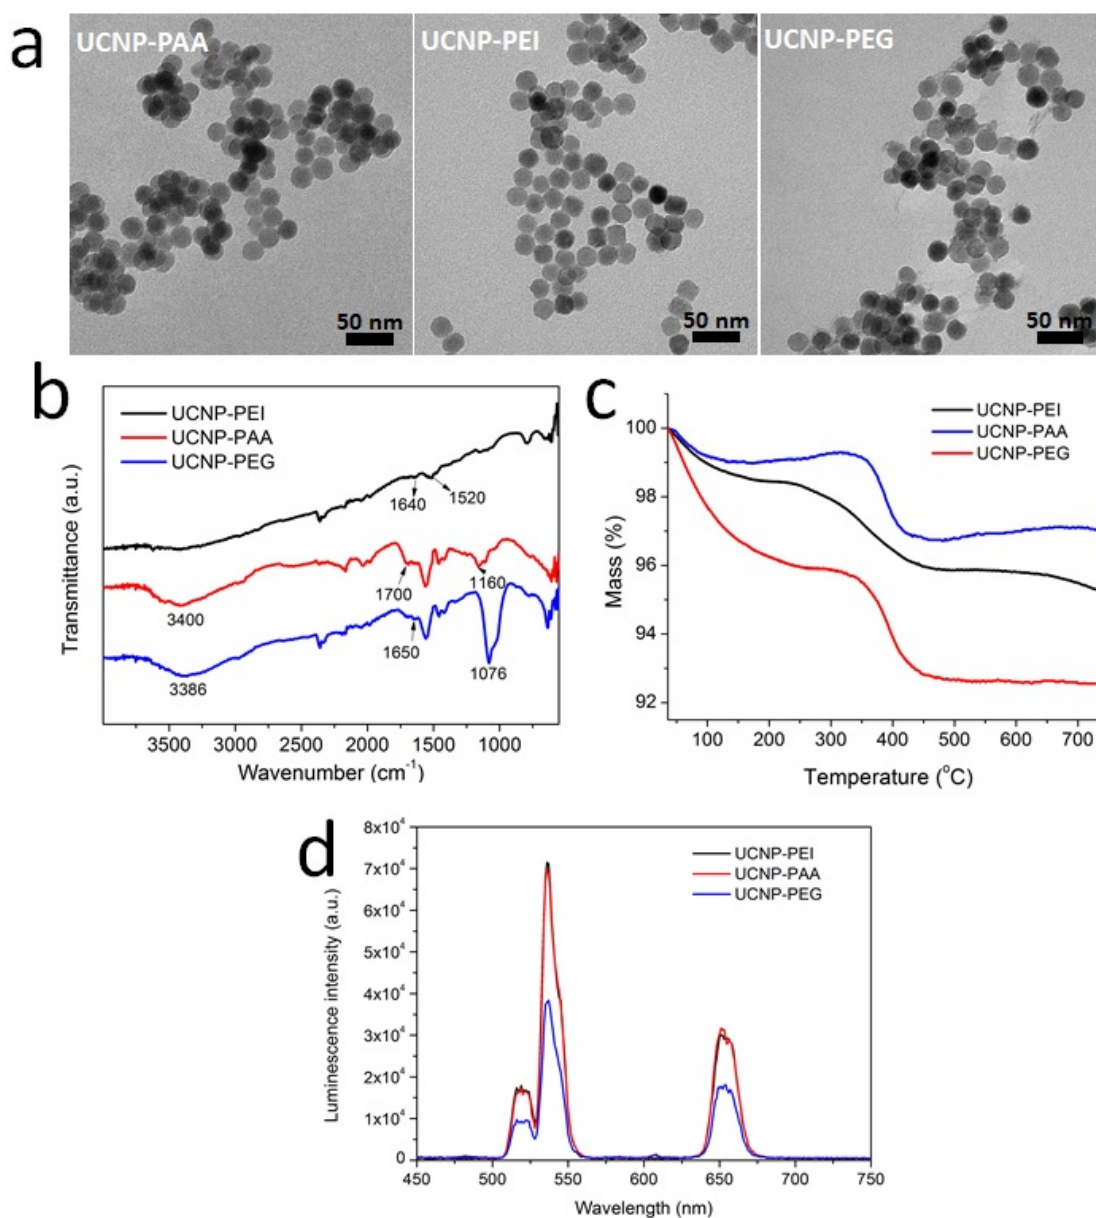 a
UCNP-PAA
UCNP-PEI
UCNP-PEG
50 nm
50 nm
50 nm
b
UCNP-PEI
UCNP-PAA
UCNP-PEG
1640
1520
1700
1160
3400
1650
1076
3386
Transmittance (a.u.)
3500 3000 2500 2000 1500 1000
Wavenumber (cm⁻¹)
c
UCNP-PEI
UCNP-PAA
UCNP-PEG
100
98
96
94
92
Mass (%)
100 200 300 400 500 600 700
Temperature (°C)
d
UCNP-PEI
UCNP-PAA
UCNP-PEG
8x10⁴
7x10⁴
6x10⁴
5x10⁴
4x10⁴
3x10⁴
2x10⁴
1x10⁴
0
Luminescence intensity (a.u.)
450 500 550 600 650 700 750
Wavelength (nm)